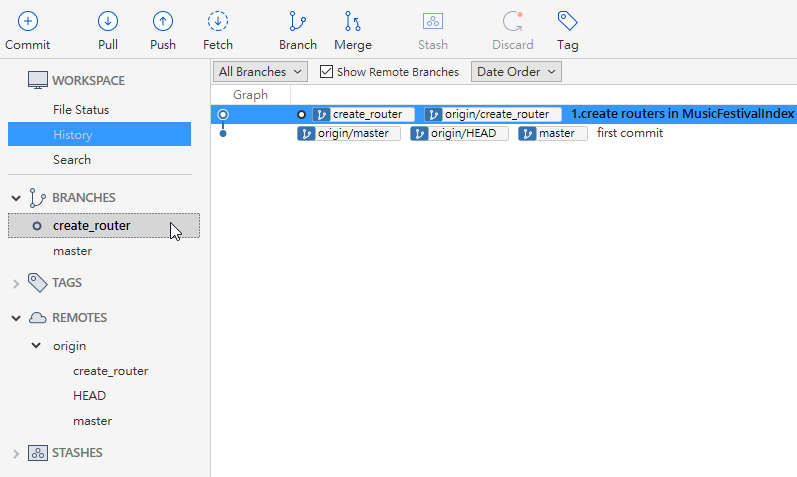 Commit Pull Push Fetch Branch Merge Stash Discard Tag
WORKSPACE
File Status
History
Search
BRANCHES
create_router
master
TAGS
REMOTES
origin
create_router
HEAD
master
STASHES
All Branches Show Remote Branches Date Order
Graph
create_router origin/create_router 1.create routers in MusicFestivalIndex
origin/master origin/HEAD master first commit